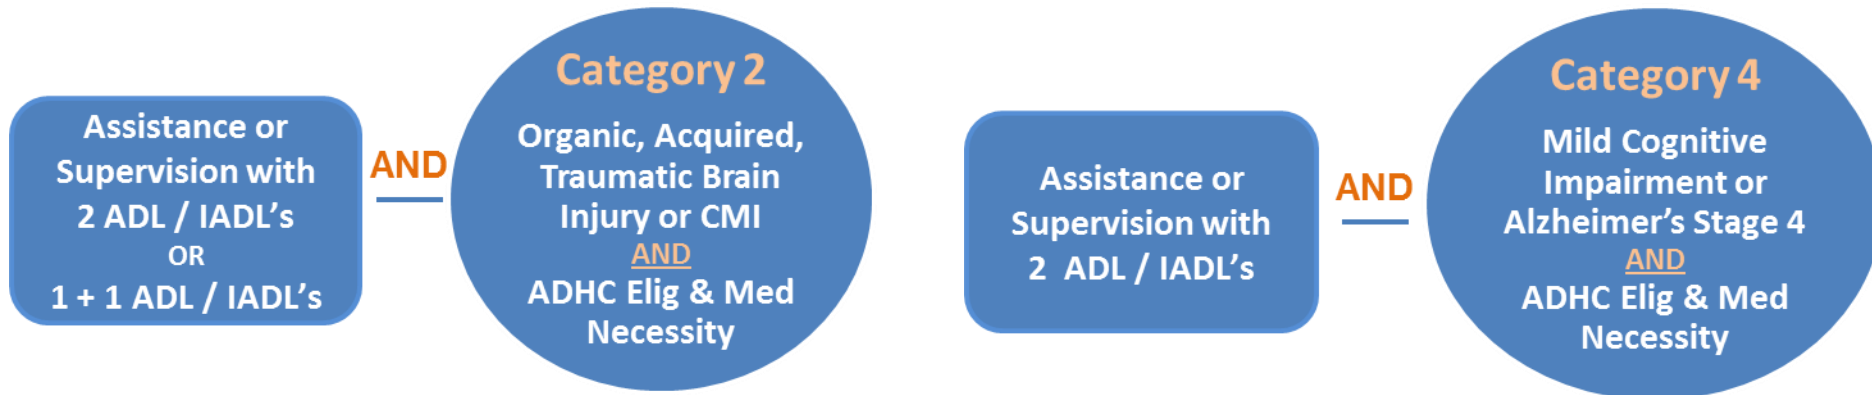 Assistance or
Supervision with
2 ADL / IADL’s
OR
1 + 1 ADL / IADL’s
AND
Category 2
Organic, Acquired,
Traumatic Brain
Injury or CMI
AND
ADHC Elig & Med
Necessity
Assistance or
Supervision with
2 ADL / IADL’s
AND
Category 4
Mild Cognitive
Impairment or
Alzheimer’s Stage 4
AND
ADHC Elig & Med
Necessity